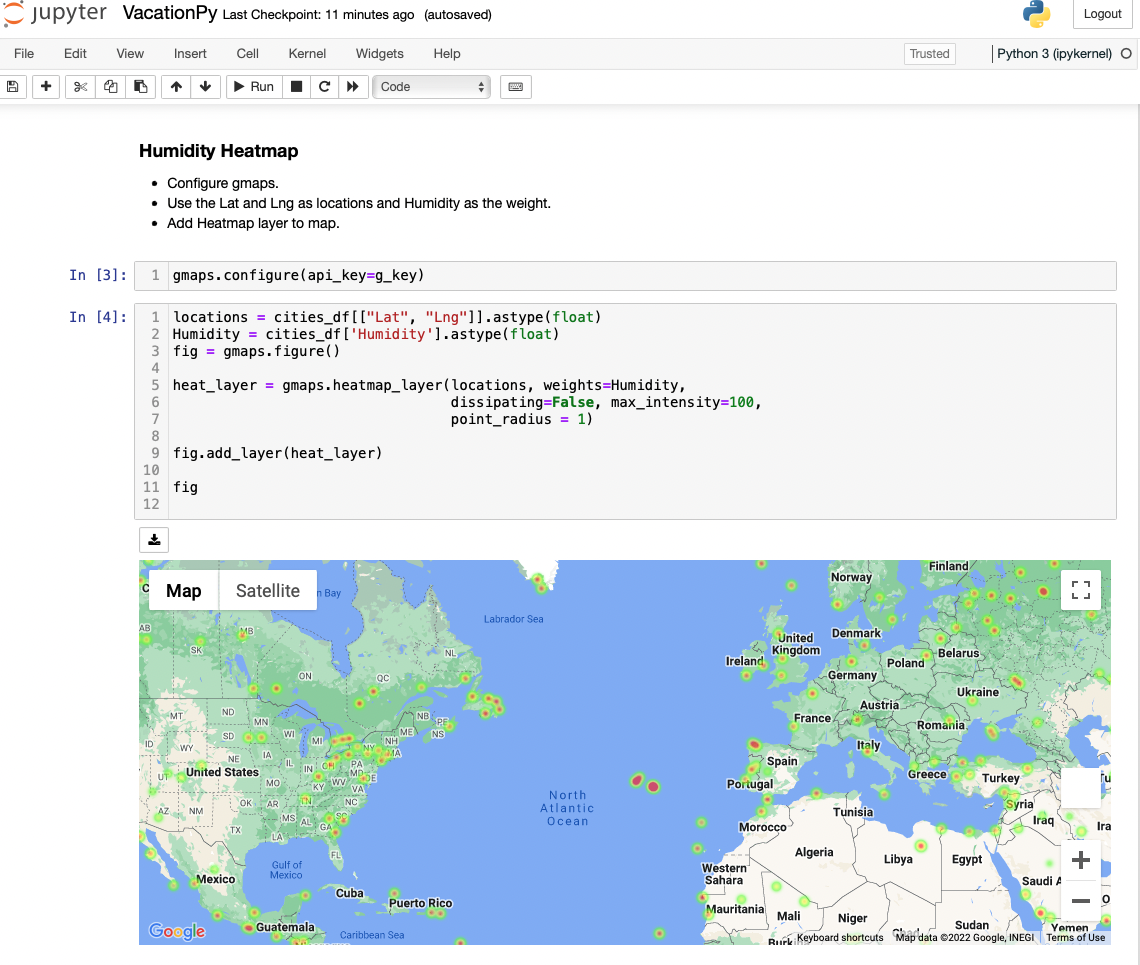 jupyter VacationPy Last Checkpoint: 11 minutes ago (autosaved)
Logout
File Edit View Insert Cell Kernel Widgets Help
Trusted
Python 3 (ipykernel)
Run
Code
Humidity Heatmap
• Configure gmaps.
• Use the Lat and Lng as locations and Humidity as the weight.
• Add Heatmap layer to map.
In [3]:
1 gmaps.configure(api_key=g_key)
In [4]:
1 locations = cities_df[["Lat", "Lng"]].astype(float)
2 Humidity = cities_df['Humidity'].astype(float)
3 fig = gmaps.figure()
4
5 heat_layer = gmaps.heatmap_layer(locations, weights=Humidity,
6 dissipating=False, max_intensity=100,
7 point_radius = 1)
8
9 fig.add_layer(heat_layer)
10
11 fig
12
Map Satellite
n Bay
Labrador Sea
Norway
Finland
AB
SK
MB
ON
QC
NL
United
Kingdom
Ireland
Denmark
Belarus
Poland
Germany
Ukraine
Austria
France
Romania
MT
ND
MN
NB
PE
ID
WY
SD
WI
MI
NH
ME
NS
NY
MA
Italy
Spain
Portugal
Greece
Turkey
NE
IA
IL
IN
OH
PA
UT
United States
MO
KY
WV
MD
DE
VA
North
Atlantic
Ocean
AZ
NM
OK
AR
TN
NC
MS
AL
SC
GA
TX
LA
FL
Syria
Iraq
Ira
Tunisia
Morocco
Algeria
Libya
Egypt
Western
Sahara
Saudi A
Gulf of
Mexico
Mexico
Cuba
Puerto Rico
Mauritania
Mali
Niger
Chad
Sudan
Yemen
O
Guatemala
Caribbean Sea
Google
Keyboard shortcuts
Map data ©2022 Google, INEGI
Terms of Use